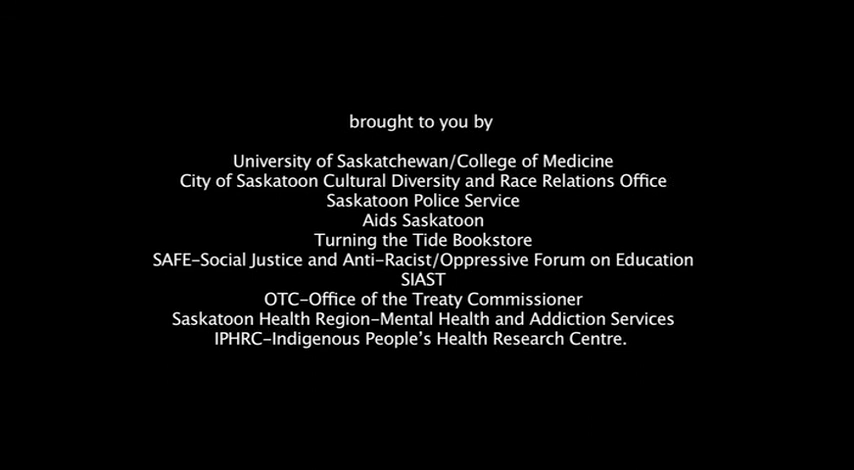 brought to you by
University of Saskatchewan/College of Medicine
City of Saskatoon Cultural Diversity and Race Relations Office
Saskatoon Police Service
Aids Saskatoon
Turning the Tide Bookstore
SAFE-Social Justice and Anti-Racist/Oppressive Forum on Education
SIAST
OTC-Office of the Treaty Commissioner
Saskatoon Health Region-Mental Health and Addiction Services
IPHRC-Indigenous People's Health Research Centre.